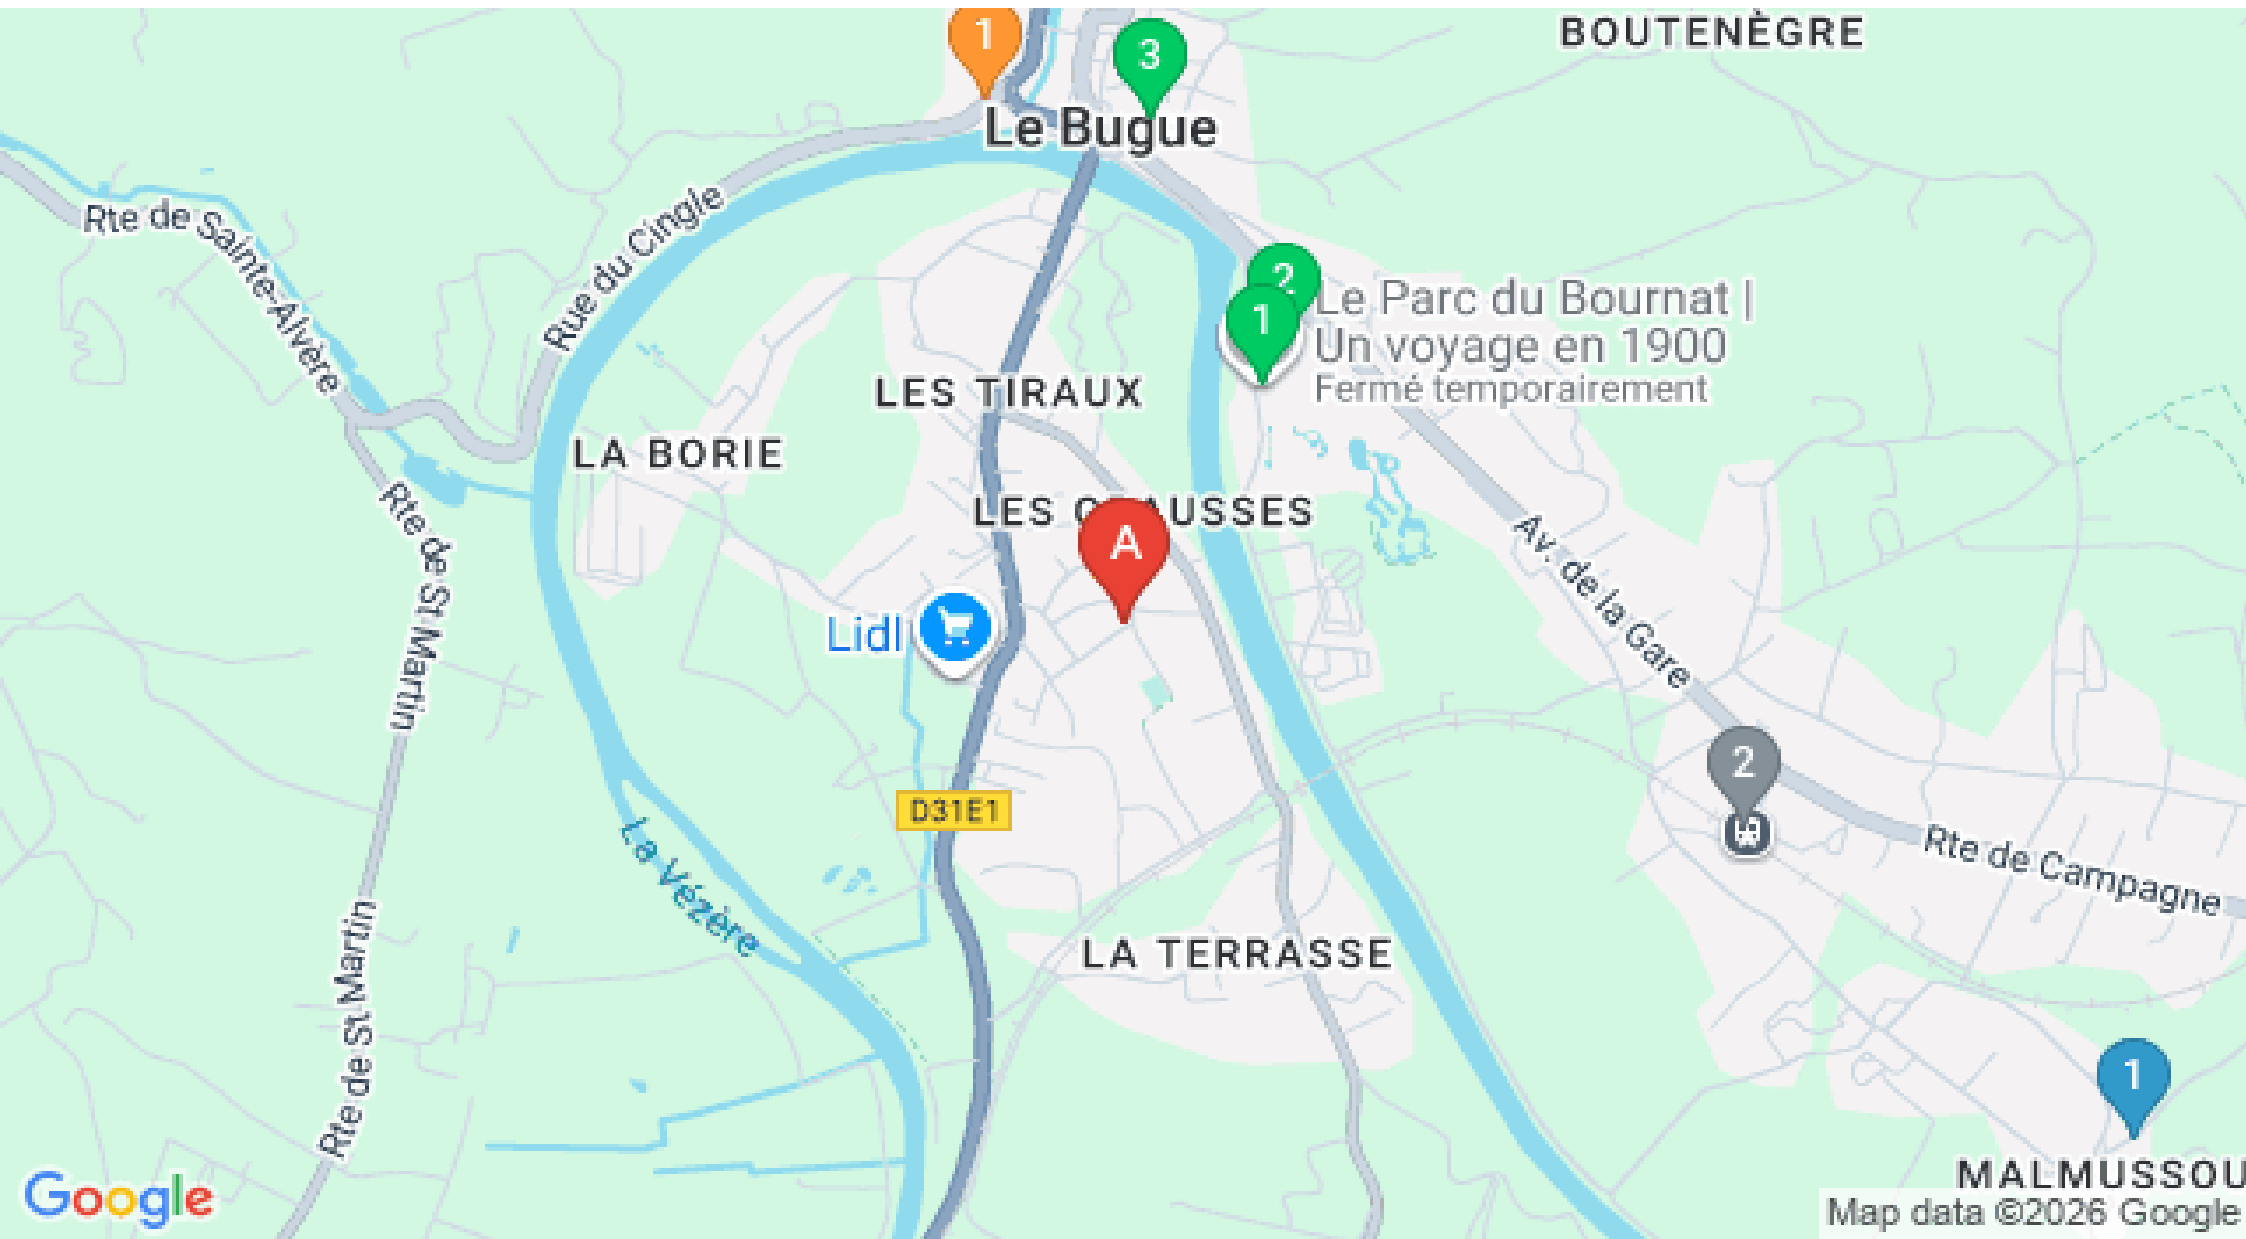 BOUTENÈGRE
1
3
Le Bugue
Rte de Sainte-Alvère
Rue du Cingle
2
1
Le Parc du Bournat |
Un voyage en 1900
Fermé temporairement
LES TIRAUX
LA BORIE
LES AUSSES
A
Rte de St Martin
Av. de la Gare
Lidl
2
D31E1
La Vézère
Rte de Campagne
LA TERRASSE
Rte de St Martin
1
MALMUSSOU
Google
Map data ©2026 Google